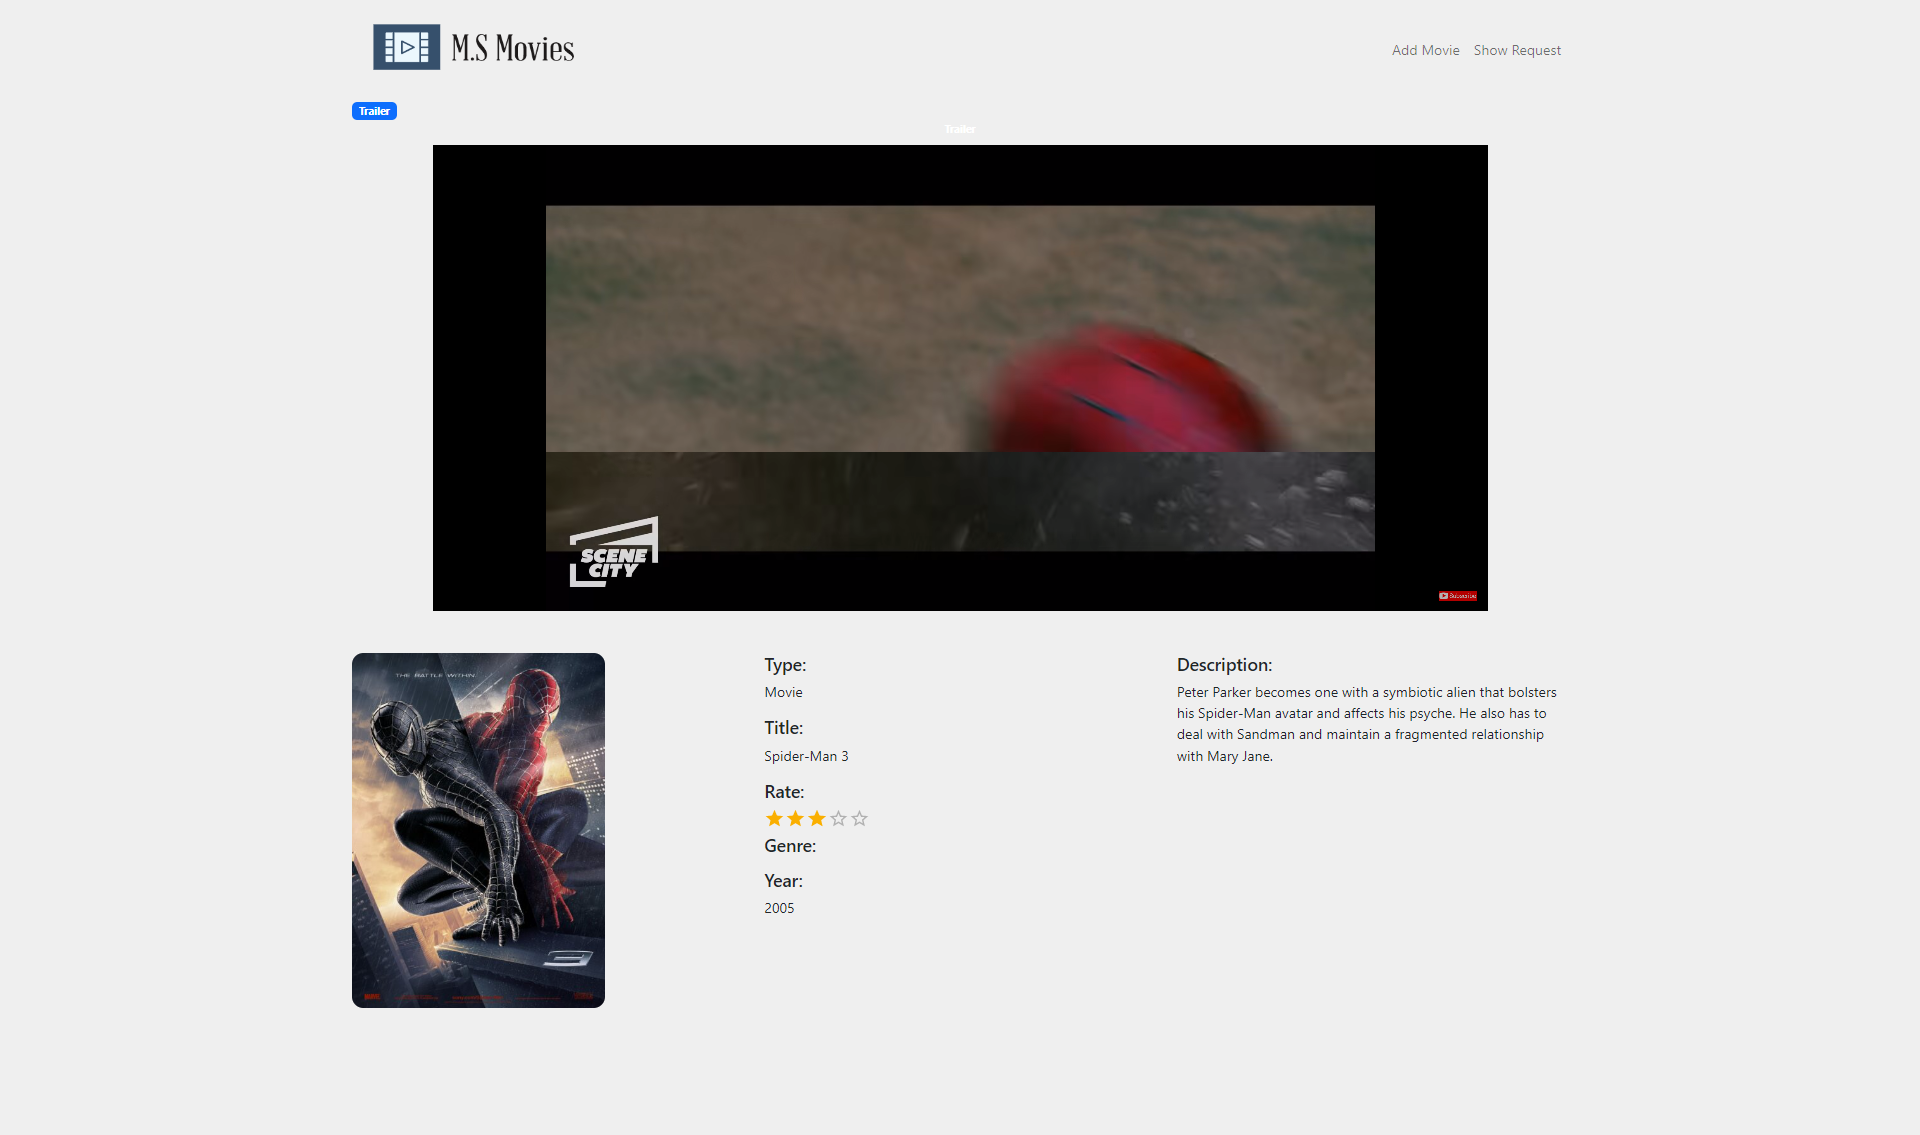 M.S Movies
Add Movie Show Request
Trailer
Trailer
SCENE
CITY
Subscribe
THE BATTLE WITHIN.
3
Type:
Movie
Title:
Spider-Man 3
Rate:
Genre:
Year:
2005
Description:
Peter Parker becomes one with a symbiotic alien that bolsters
his Spider-Man avatar and affects his psyche. He also has to
deal with Sandman and maintain a fragmented relationship
with Mary Jane.